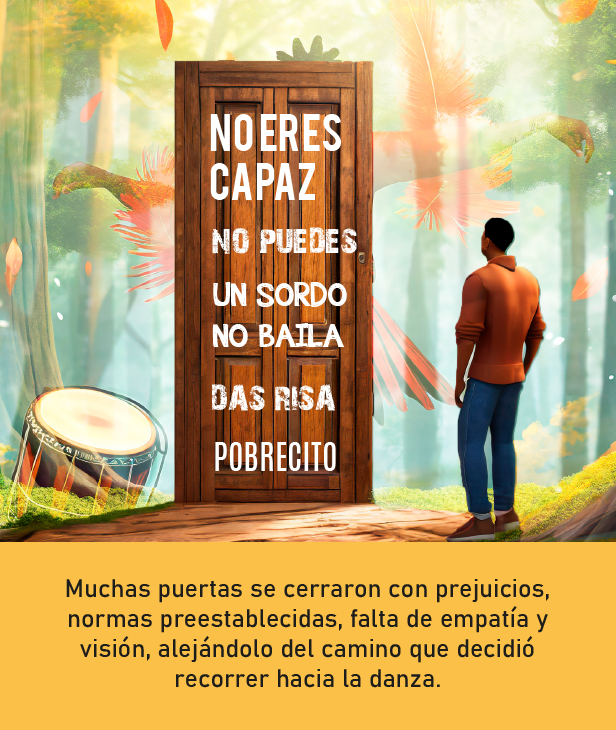 NO ERES
CAPAZ
NO PUEDES
UN SORDO
NO BAILA
DAS RISA
POBRECITO
Muchas puertas se cerraron con prejuicios,
normas preestablecidas, falta de empatía y
visión, alejándolo del camino que decidió
recorrer hacia la danza.